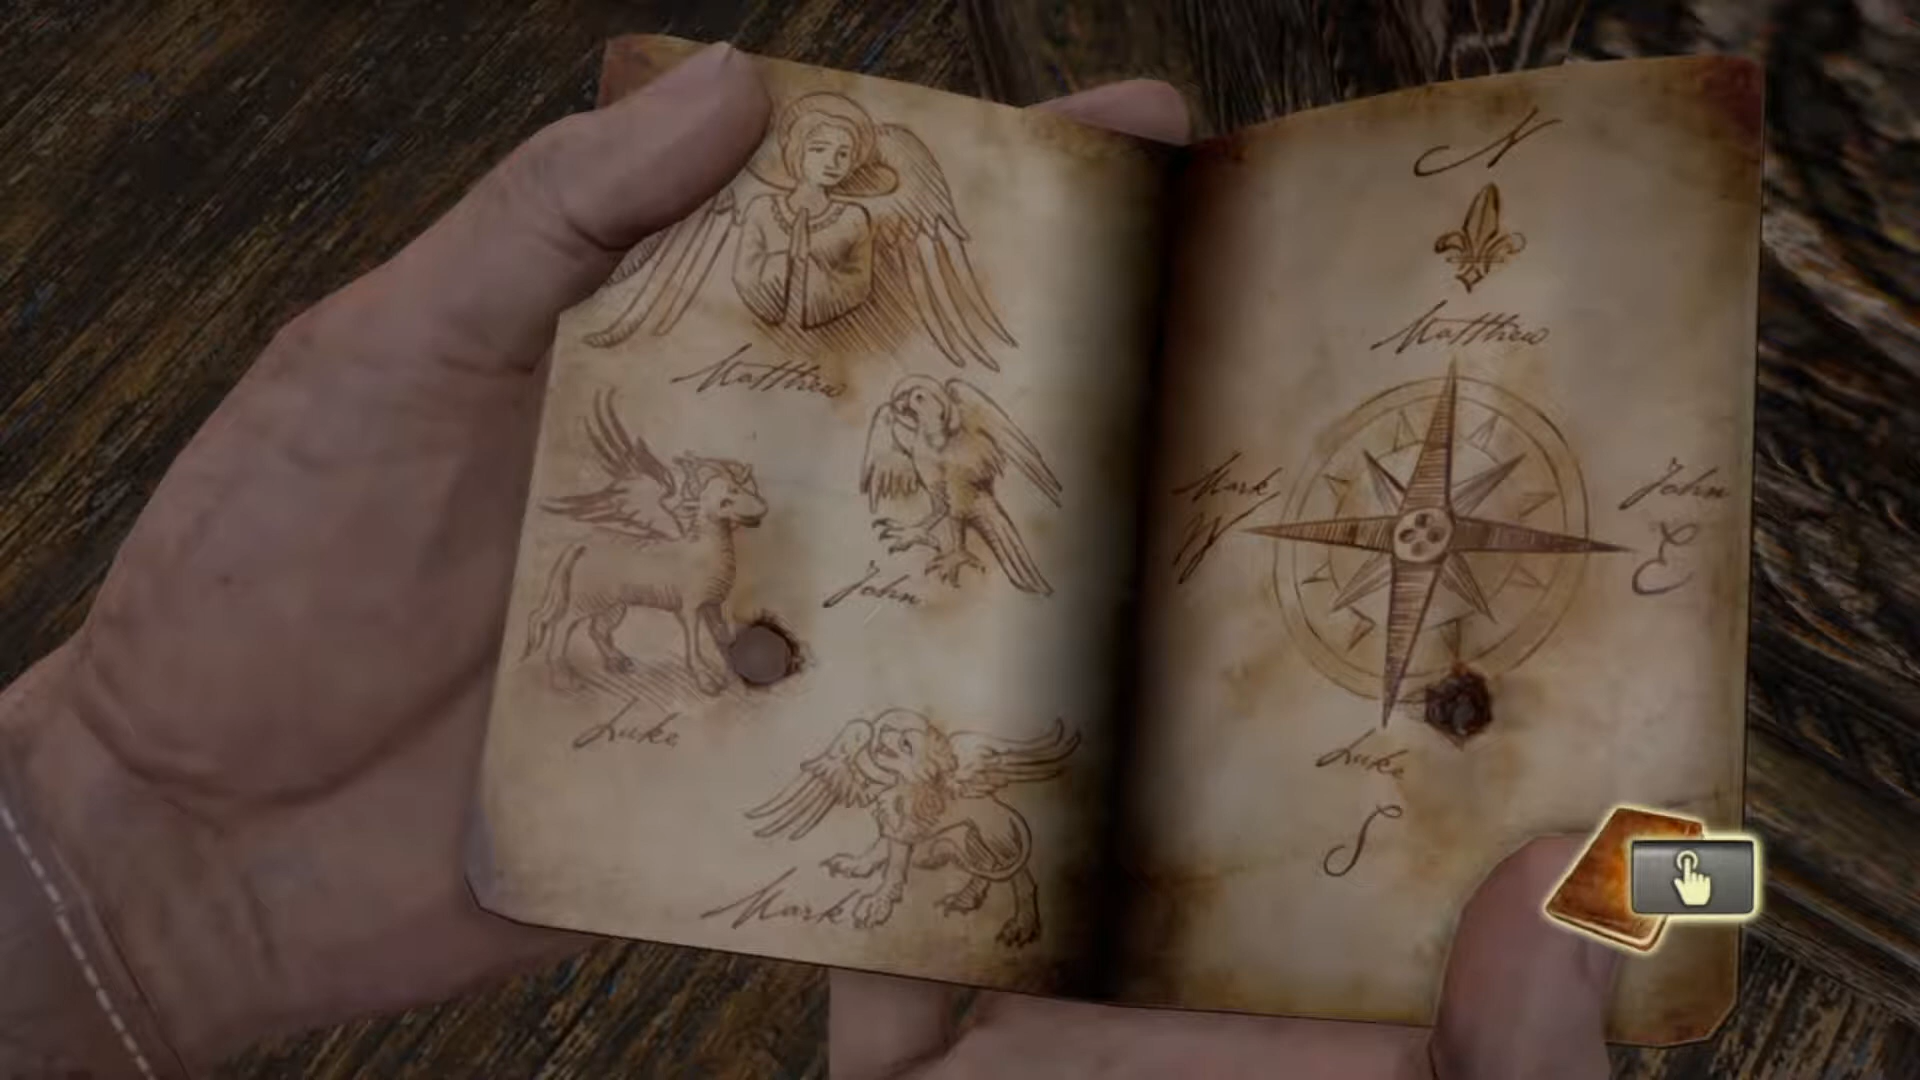 Matthew
John
Luke
Mark
N
Matthew
Mark
W
John
E
Luke
S